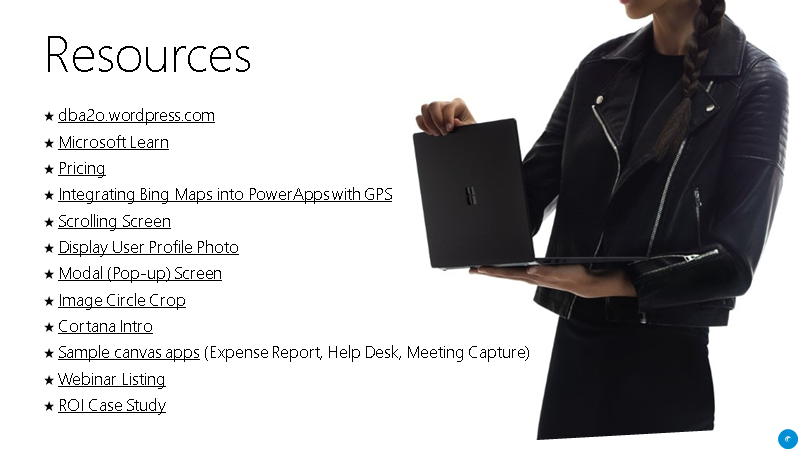 Resources
★ dba2o.wordpress.com
★ Microsoft Learn
★ Pricing
★ Integrating Bing Maps into PowerApps with GPS
★ Scrolling Screen
★ Display User Profile Photo
★ Modal (Pop-up) Screen
★ Image Circle Crop
★ Cortana Intro
★ Sample canvas apps (Expense Report, Help Desk, Meeting Capture)
★ Webinar Listing
★ ROI Case Study